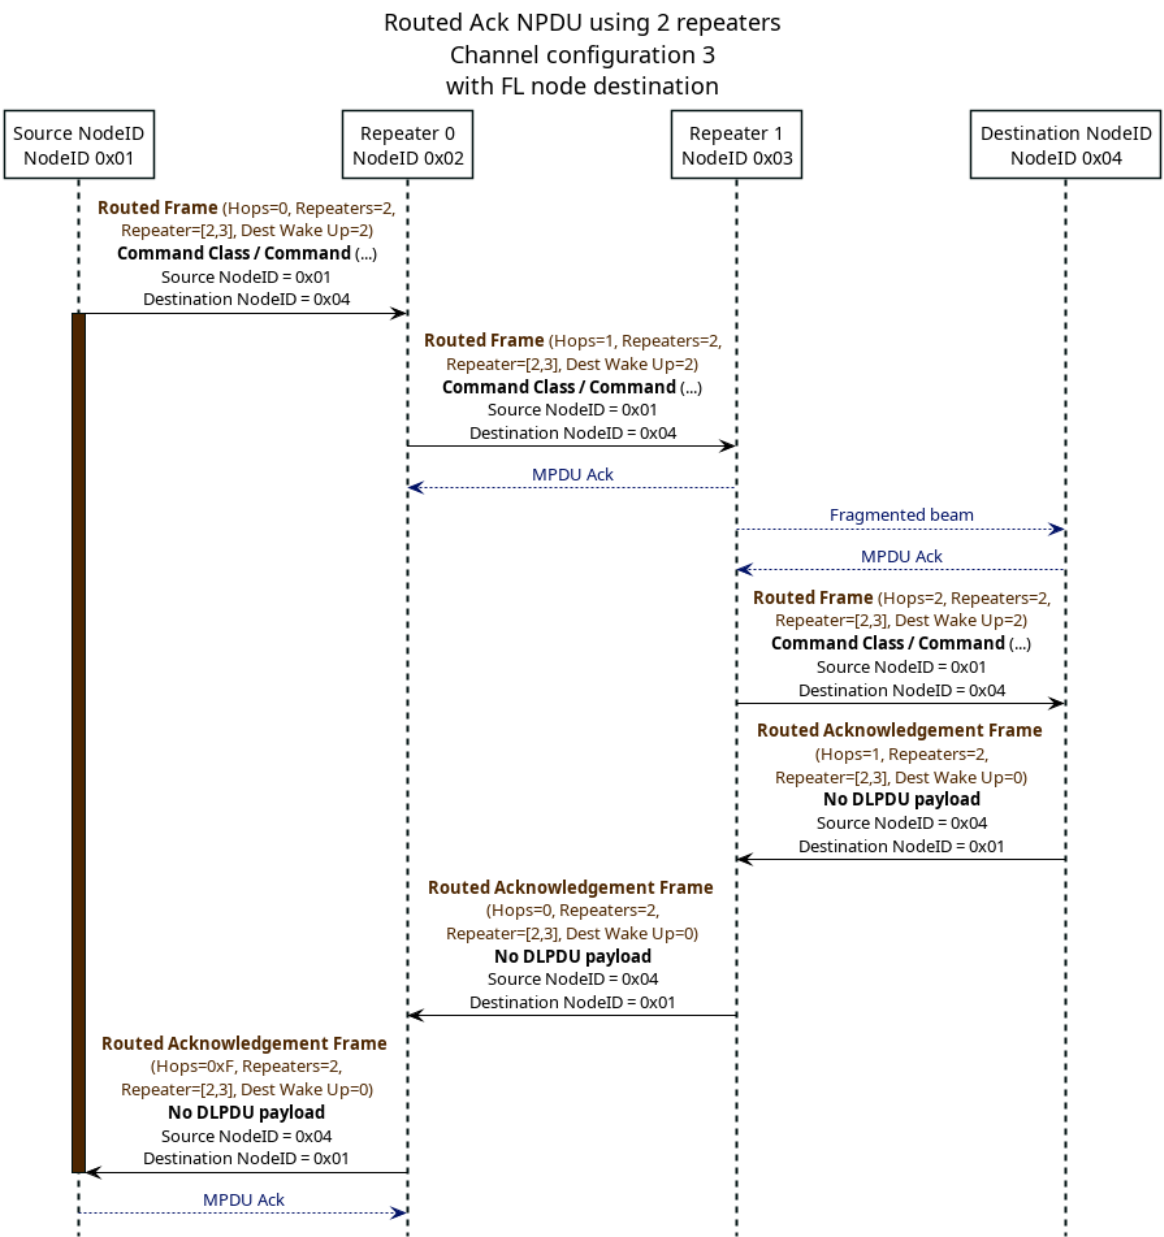 Routed Ack NPDU using 2 repeaters
Channel configuration 3
with FL node destination
Source NodeID
NodeID 0x01
Repeater 0
NodeID 0x02
Repeater 1
NodeID 0x03
Destination NodeID
NodeID 0x04
Routed Frame (Hops=0, Repeaters=2,
Repeater=[2,3], Dest Wake Up=2)
Command Class / Command (...)
Source NodeID = 0x01
Destination NodeID = 0x04
Routed Frame (Hops=1, Repeaters=2,
Repeater=[2,3], Dest Wake Up=2)
Command Class / Command (...)
Source NodeID = 0x01
Destination NodeID = 0x04
MPDU Ack
Fragmented beam
MPDU Ack
Routed Frame (Hops=2, Repeaters=2,
Repeater=[2,3], Dest Wake Up=2)
Command Class / Command (...)
Source NodeID = 0x01
Destination NodeID = 0x04
Routed Acknowledgement Frame
(Hops=1, Repeaters=2,
Repeater=[2,3], Dest Wake Up=0)
No DLPDU payload
Source NodeID = 0x04
Destination NodeID = 0x01
Routed Acknowledgement Frame
(Hops=0, Repeaters=2,
Repeater=[2,3], Dest Wake Up=0)
No DLPDU payload
Source NodeID = 0x04
Destination NodeID = 0x01
Routed Acknowledgement Frame
(Hops=0xF, Repeaters=2,
Repeater=[2,3], Dest Wake Up=0)
No DLPDU payload
Source NodeID = 0x04
Destination NodeID = 0x01
MPDU Ack